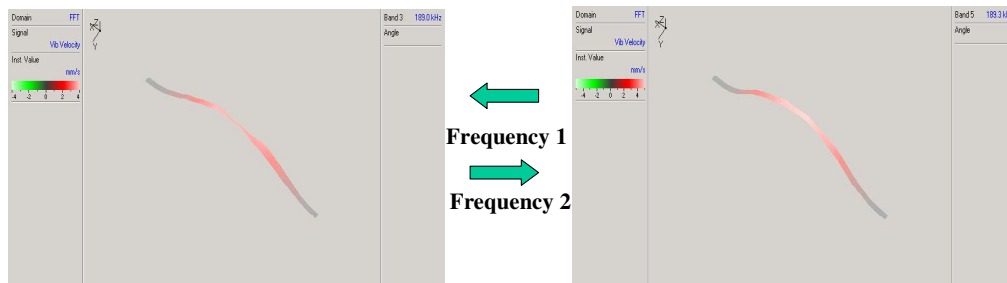 Domain FFT
Signal
Vib Velocity
Inst. Value
mm/s
-4 -2 0 2 4
Z
Y
Band 3 189.0 kHz
Angle
Frequency 1
Frequency 2
Domain FFT
Signal
Vib Velocity
Inst. Value
mm/s
-4 -2 0 2 4
Z
Y
Band 5 189.3 k
Angle